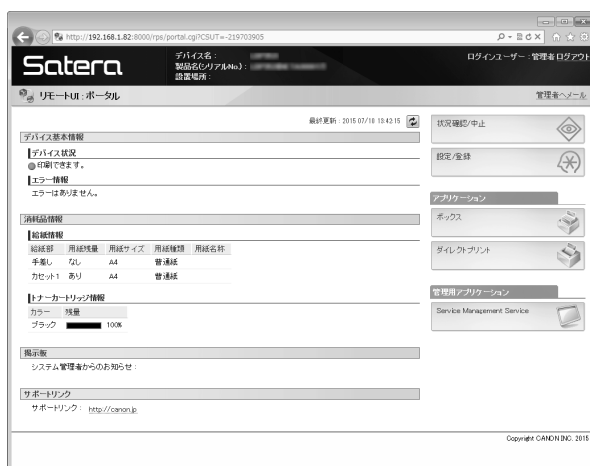 http://192.168.1.82:8000/rps/portal.cgi?CSUT=-219703905
Satera
デバイス名：
製品名(シリアルNo.)：
設置場所：
ログインユーザー：管理者 ログアウト
リモートUI：ポータル
管理者へメール
最終更新：2015 07/10 13:42:15
デバイス基本情報
デバイス状況
印刷できます。
エラー情報
エラーはありません。
消耗品情報
給紙情報
給紙部 用紙残量 用紙サイズ 用紙種類 用紙名称
手差し なし A4 普通紙
カセット1 あり A4 普通紙
トナーカートリッジ情報
カラー 残量
ブラック 100%
掲示板
システム管理者からのお知らせ：
サポートリンク
サポートリンク： http://canon.jp
状況確認/中止
設定/登録
アプリケーション
ボックス
ダイレクトプリント
管理用アプリケーション
Service Management Service
Copyright CANON INC. 2015